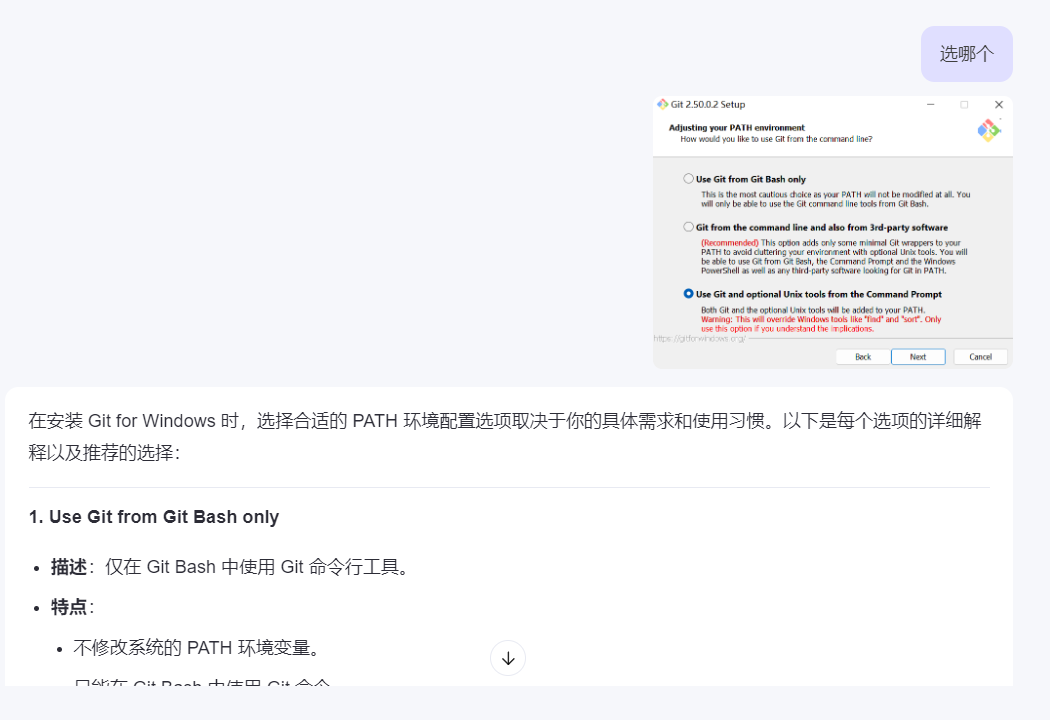 选哪个
Git 2.50.0.2 Setup
Adjusting your PATH environment
How would you like to use Git from the command line?
Use Git from Git Bash only
This is the most cautious choice as your PATH will not be modified at all. You
will only be able to use the Git command line tools from Git Bash.
Git from the command line and also from 3rd-party software
(Recommended) This option adds only some minimal Git wrappers to your
PATH to avoid cluttering your environment with optional Unix tools. You will
be able to use Git from Git Bash, the Command Prompt and the Windows
PowerShell as well as any third-party software looking for Git in PATH.
Use Git and optional Unix tools from the Command Prompt
Both Git and the optional Unix tools will be added to your PATH.
Warning: This will override Windows tools like "find" and "sort". Only
use this option if you understand the implications.
https://gitforwindows.org/
Back
Next
Cancel
在安装 Git for Windows 时，选择合适的 PATH 环境配置选项取决于你的具体需求和使用习惯。以下是每个选项的详细解
释以及推荐的选择：
1. Use Git from Git Bash only
• 描述：仅在 Git Bash 中使用 Git 命令行工具。
• 特点：
• 不修改系统的 PATH 环境变量。
只能在 Git Bash 中使用 Git 命令